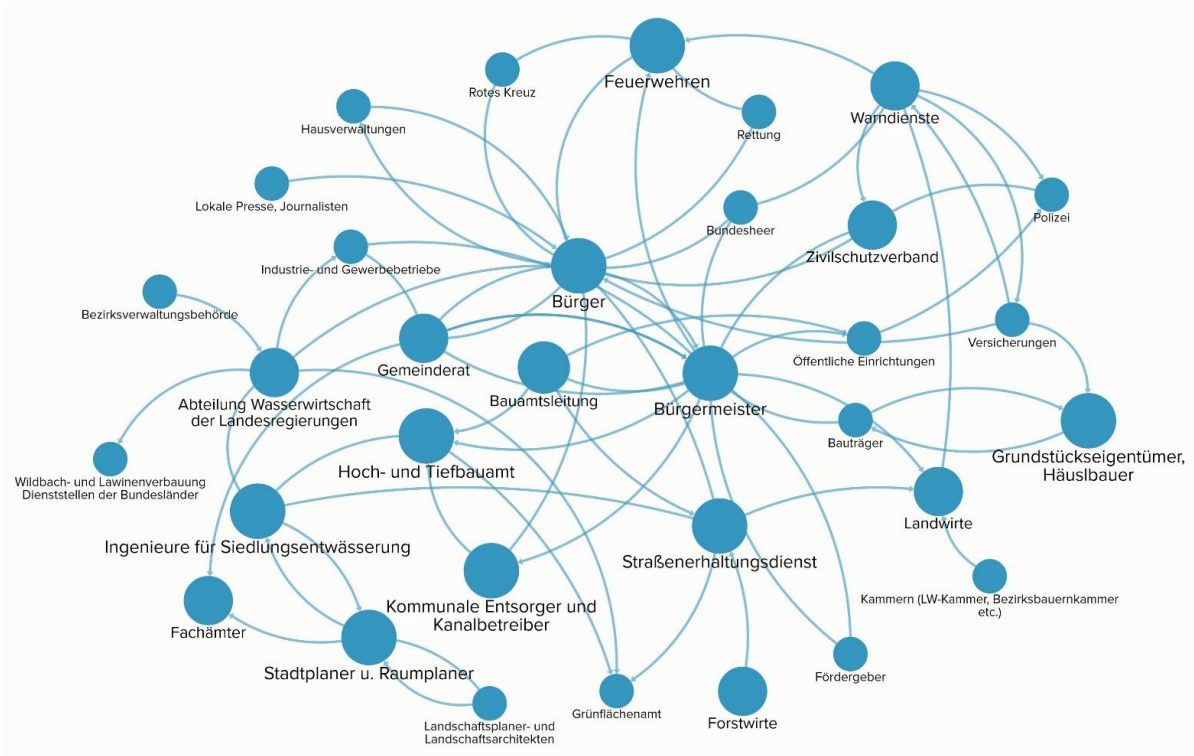 Feuerwehren
Rotes Kreuz
Warndienste
Hausverwaltungen
Rettung
Lokale Presse, Journalisten
Polizei
Bundesheer
Zivilschutzverband
Industrie- und Gewerbebetriebe
Bürger
Bezirksverwaltungsbehörde
Versicherungen
Öffentliche Einrichtungen
Gemeinderat
Bauamtsleitung
Bürgermeister
Abteilung Wasserwirtschaft
der Landesregierungen
Bauträger
Grundstückseigentümer,
Häuslbauer
Hoch- und Tiefbauamt
Wildbach- und Lawinenverbauung
Dienststellen der Bundesländer
Landwirte
Ingenieure für Siedlungsentwässerung
Straßenerhaltungsdienst
Kammern (LW-Kammer, Bezirksbauernkammer
etc.)
Kommunale Entsorger und
Kanalbetreiber
Fachämter
Stadtplaner u. Raumplaner
Fördergeber
Grünflächenamt
Forstwirte
Landschaftsplaner- und
Landschaftsarchitekten